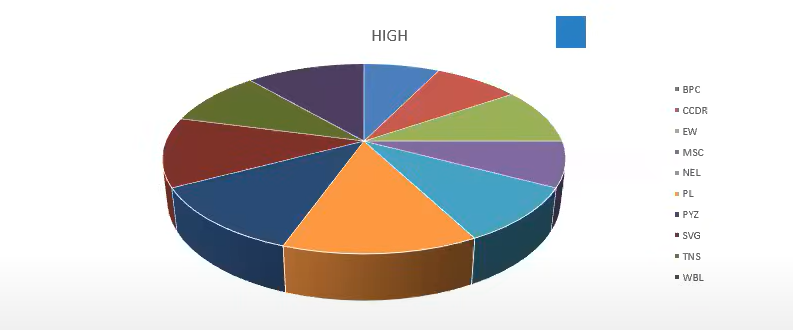 HIGH
BPC
CCDR
EW
MSC
NEL
PL
PYZ
SVG
TNS
WBL